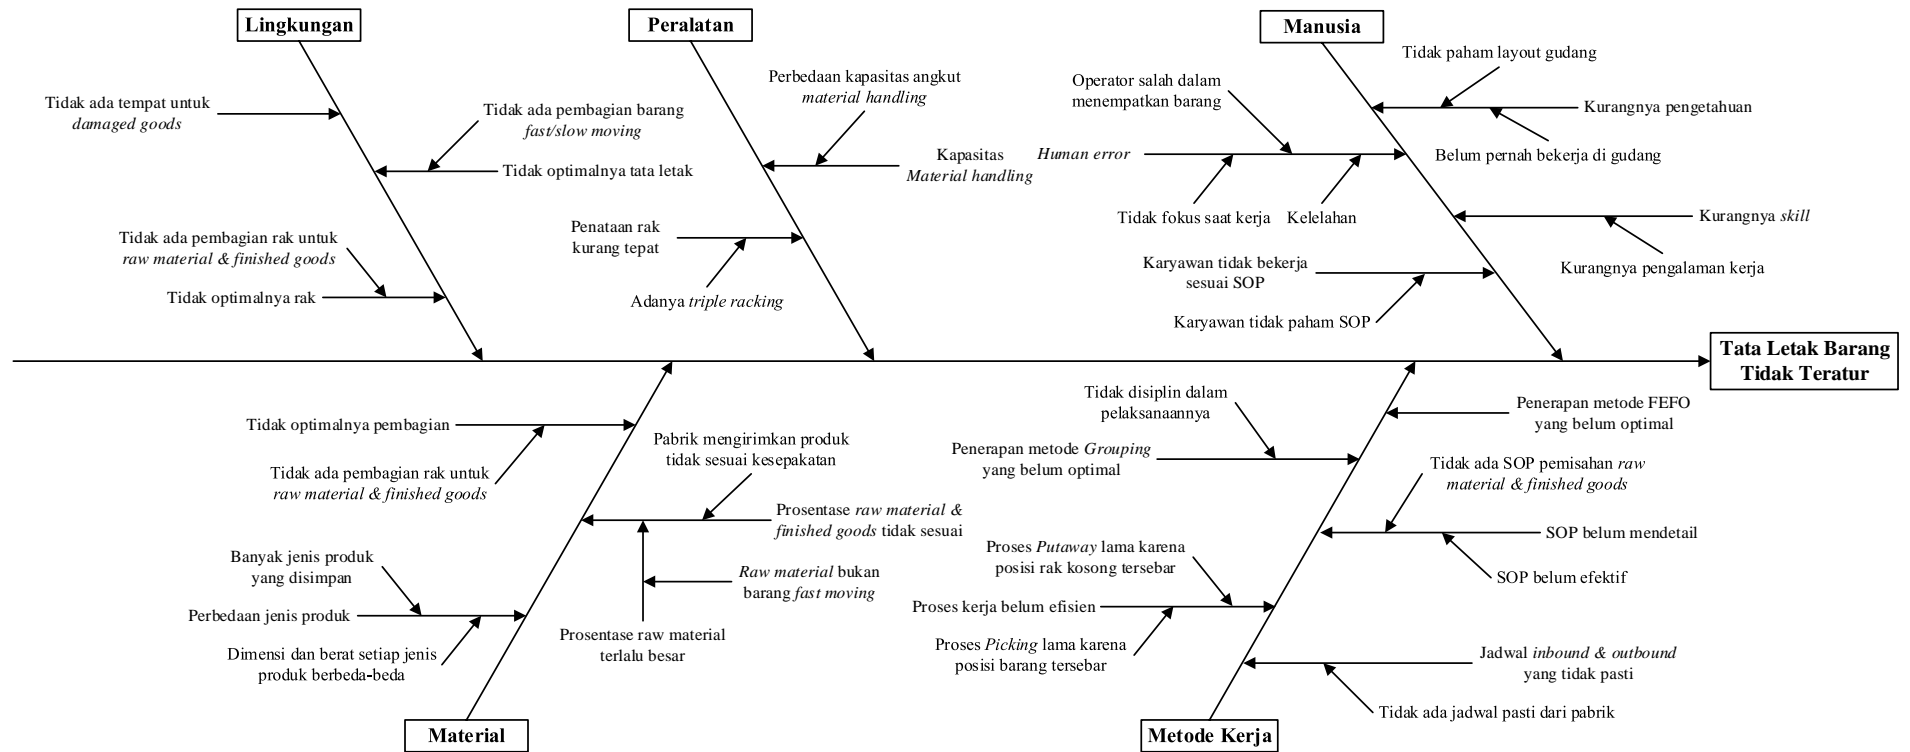 Lingkungan
Tidak ada tempat untuk
damaged goods
Tidak ada pembagian barang
fast/slow moving
Tidak optimalnya tata letak
Tidak ada pembagian rak untuk
raw material & finished goods
Tidak optimalnya rak
Peralatan
Perbedaan kapasitas angkut
material handling
Kapasitas
Material handling
Penataan rak
kurang tepat
Adanya triple racking
Manusia
Tidak paham layout gudang
Kurangnya pengetahuan
Belum pernah bekerja di gudang
Operator salah dalam
menempatkan barang
Human error
Tidak fokus saat kerja
Kelelahan
Kurangnya skill
Kurangnya pengalaman kerja
Karyawan tidak bekerja
sesuai SOP
Karyawan tidak paham SOP
Tata Letak Barang
Tidak Teratur
Tidak optimalnya pembagian
Tidak ada pembagian rak untuk
raw material & finished goods
Pabrik mengirimkan produk
tidak sesuai kesepakatan
Prosentase raw material &
finished goods tidak sesuai
Raw material bukan
barang fast moving
Prosentase raw material
terlalu besar
Banyak jenis produk
yang disimpan
Perbedaan jenis produk
Dimensi dan berat setiap jenis
produk berbeda-beda
Material
Tidak disiplin dalam
pelaksanaannya
Penerapan metode Grouping
yang belum optimal
Penerapan metode FEFO
yang belum optimal
Tidak ada SOP pemisahan raw
material & finished goods
SOP belum mendetail
SOP belum efektif
Proses Putaway lama karena
posisi rak kosong tersebar
Proses kerja belum efisien
Proses Picking lama karena
posisi barang tersebar
Jadwal inbound & outbound
yang tidak pasti
Tidak ada jadwal pasti dari pabrik
Metode Kerja